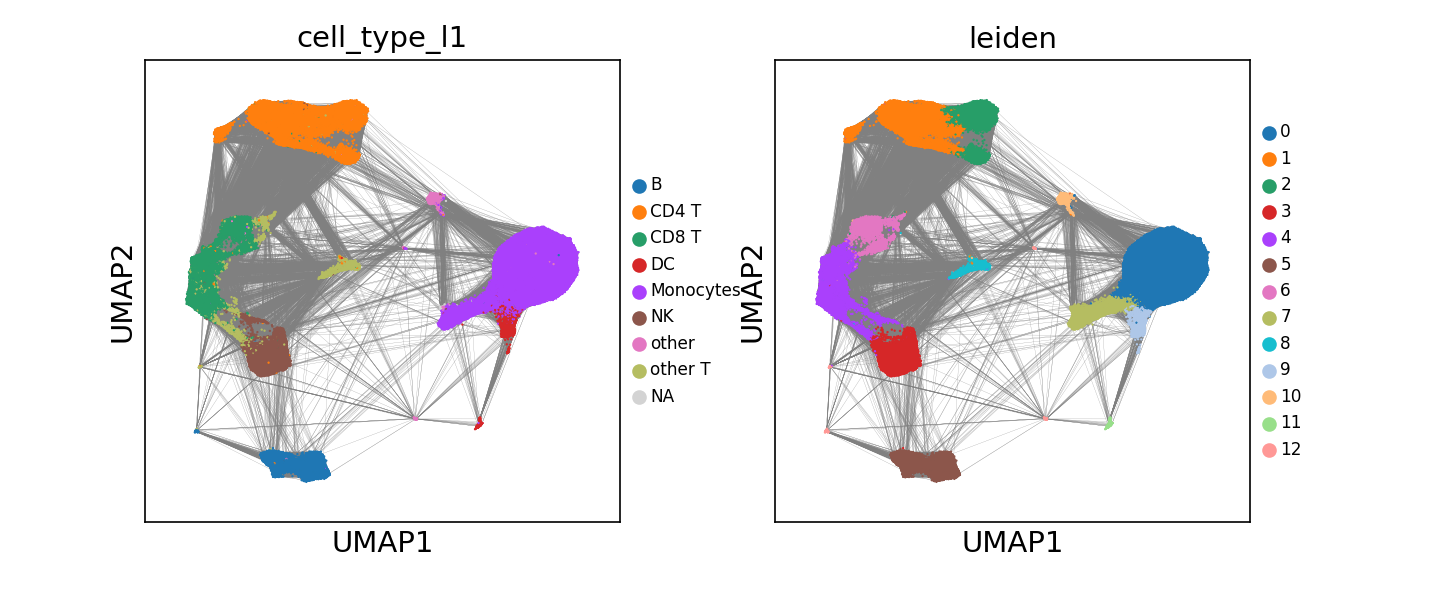 cell_type_l1
UMAP2
UMAP1
B
CD4 T
CD8 T
DC
Monocytes
NK
other
other T
NA
leiden
UMAP2
UMAP1
0
1
2
3
4
5
6
7
8
9
10
11
12